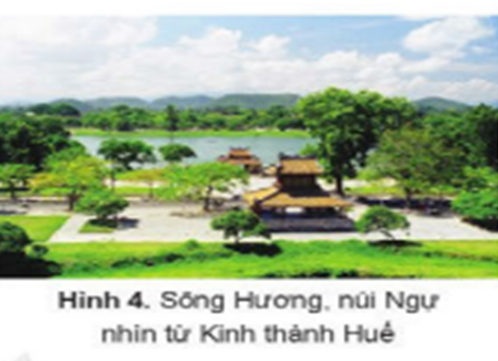 Hình 4. Sông Hương, núi Ngự
nhìn từ Kinh thành Huế